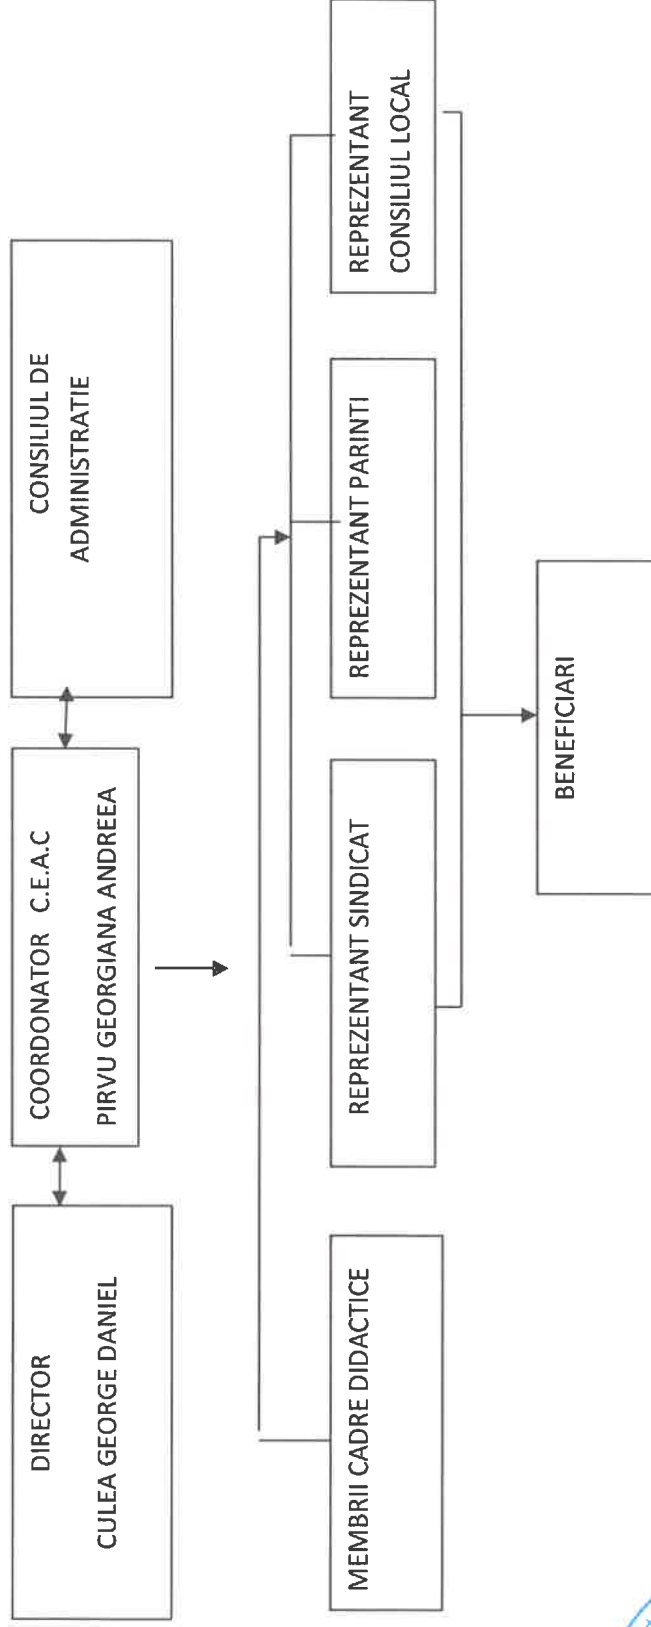 DIRECTOR
CULEA GEORGE DANIEL
COORDONATOR C.E.A.C
PIRVU GEORGIANA ANDREEA
CONSILIUL DE
ADMINISTRATIE
MEMBRII CADRE DIDACTICE
REPREZENTANT SINDICAT
REPREZENTANT PARINTI
REPREZENTANT
CONSILIUL LOCAL
BENEFICIARI